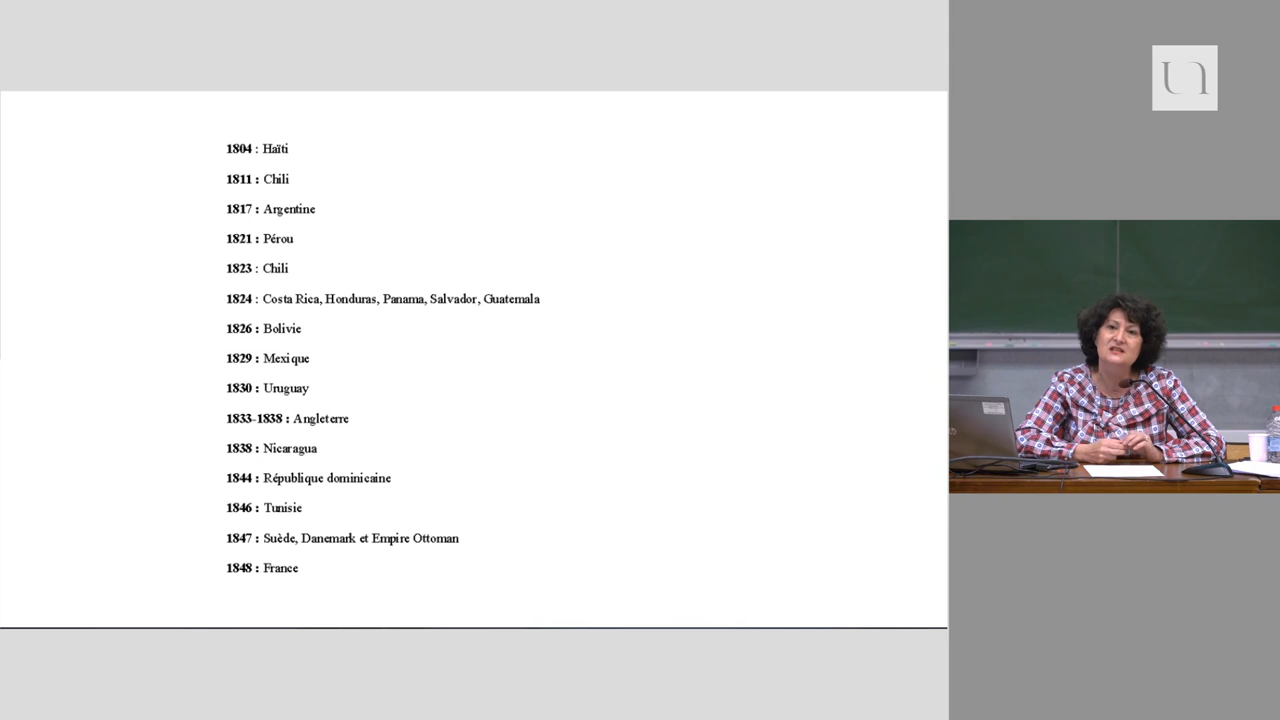 1804 : Haïti
1811 : Chili
1817 : Argentine
1821 : Pérou
1823 : Chili
1824 : Costa Rica, Honduras, Panama, Salvador, Guatemala
1826 : Bolivie
1829 : Mexique
1830 : Uruguay
1833-1838 : Angleterre
1838 : Nicaragua
1844 : République dominicaine
1846 : Tunisie
1847 : Suède, Danemark et Empire Ottoman
1848 : France